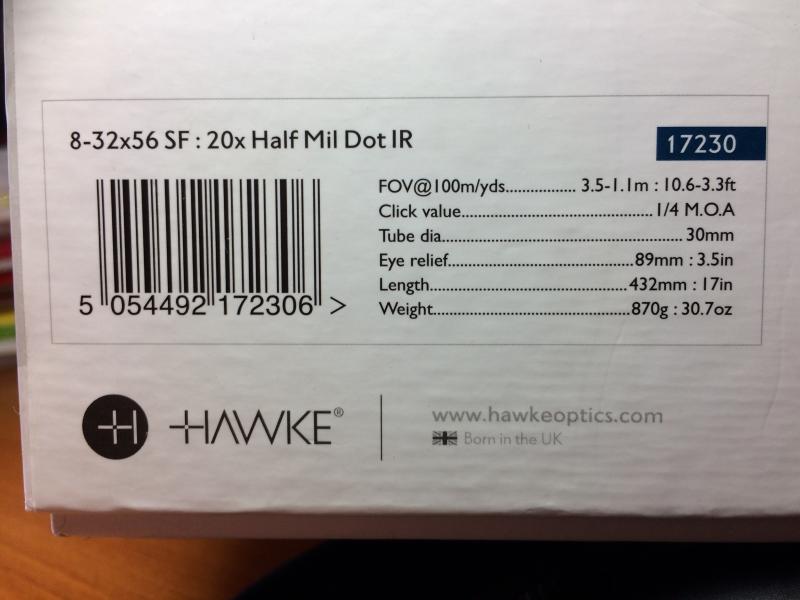 8-32x56 SF : 20x Half Mil Dot IR
17230
FOV@100m/yds................ 3.5-1.1m : 10.6-3.3ft
Click value........................................ 1/4 M.O.A
Tube dia.................................................. 30mm
Eye relief......................................89mm : 3.5in
Length........................................432mm : 17in
Weight.........................................870g : 30.7oz
5 054492 172306 >
HAWKE®
www.hawkeoptics.com
Born in the UK